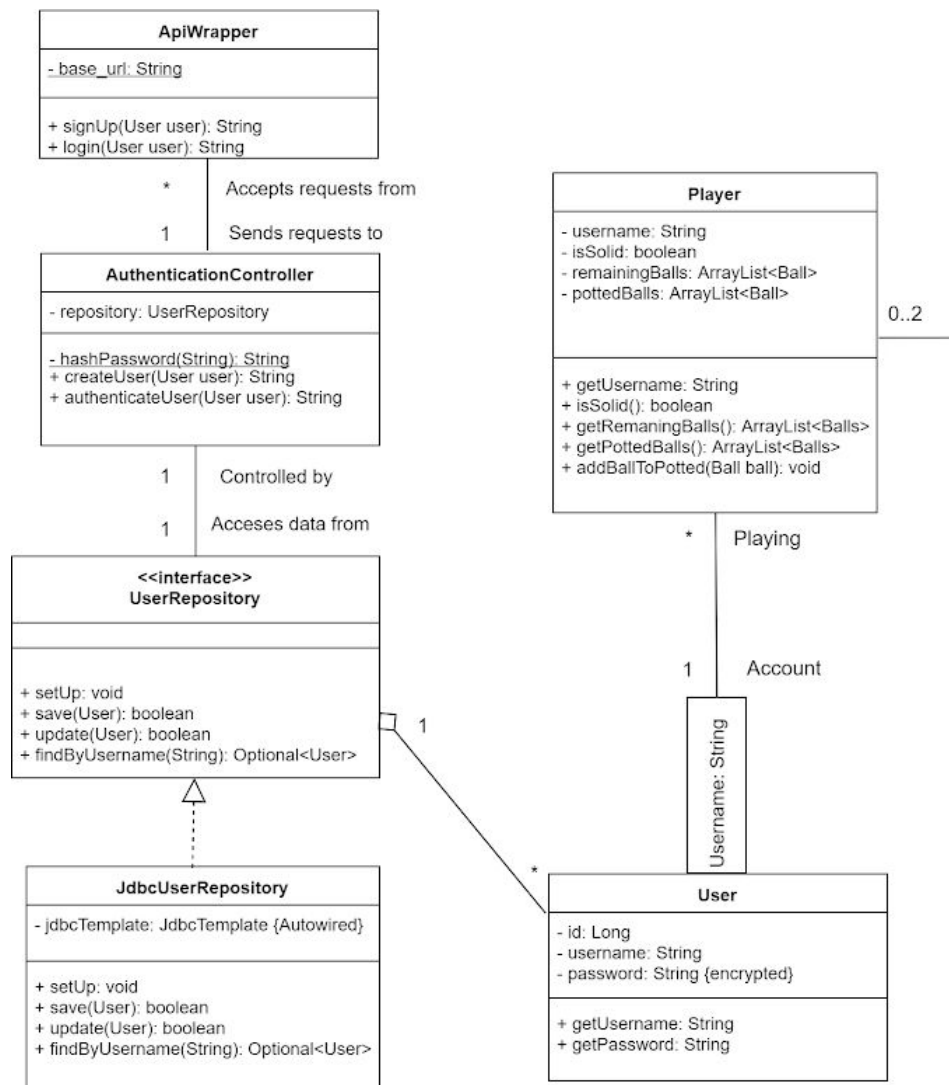 ApiWrapper
- base_url: String
+ signUp(User user): String
+ login(User user): String
*
Accepts requests from
1
Sends requests to
AuthenticationController
- repository: UserRepository
- hashPassword(String): String
+ createUser(User user): String
+ authenticateUser(User user): String
1
Controlled by
1
Acceses data from
<<interface>>
UserRepository
+ setUp: void
+ save(User): boolean
+ update(User): boolean
+ findByUsername(String): Optional<User>
1
*
JdbcUserRepository
- jdbcTemplate: JdbcTemplate {Autowired}
+ setUp: void
+ save(User): boolean
+ update(User): boolean
+ findByUsername(String): Optional<User>
Player
- username: String
- isSolid: boolean
- remainingBalls: ArrayList<Ball>
- pottedBalls: ArrayList<Ball>
0..2
+ getUsername: String
+ isSolid(): boolean
+ getRemaningBalls(): ArrayList<Balls>
+ getPottedBalls(): ArrayList<Balls>
+ addBallToPotted(Ball ball): void
*
Playing
1
Account
Username: String
User
- id: Long
- username: String
- password: String {encrypted}
+ getUsername: String
+ getPassword: String